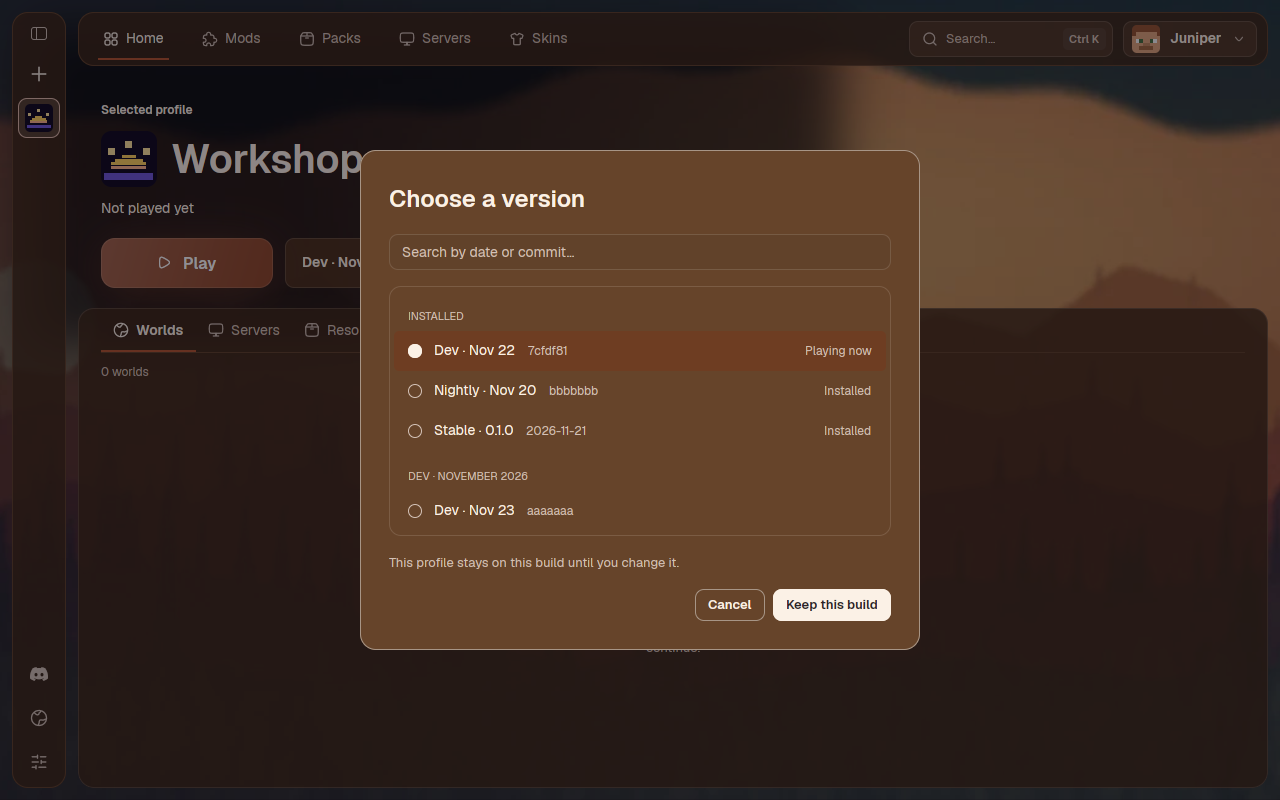 Home
Mods
Packs
Servers
Skins
Search...
Ctrl K
Juniper
Selected profile
Workshop
Not played yet
Play
Dev · Nov
Worlds
Servers
0 worlds
Choose a version
Search by date or commit...
INSTALLED
Dev · Nov 22 7cfdf81 Playing now
Nightly · Nov 20 bbbbbbb Installed
Stable · 0.1.0 2026-11-21 Installed
DEV · NOVEMBER 2026
Dev · Nov 23 aaaaaaa
This profile stays on this build until you change it.
Cancel
Keep this build